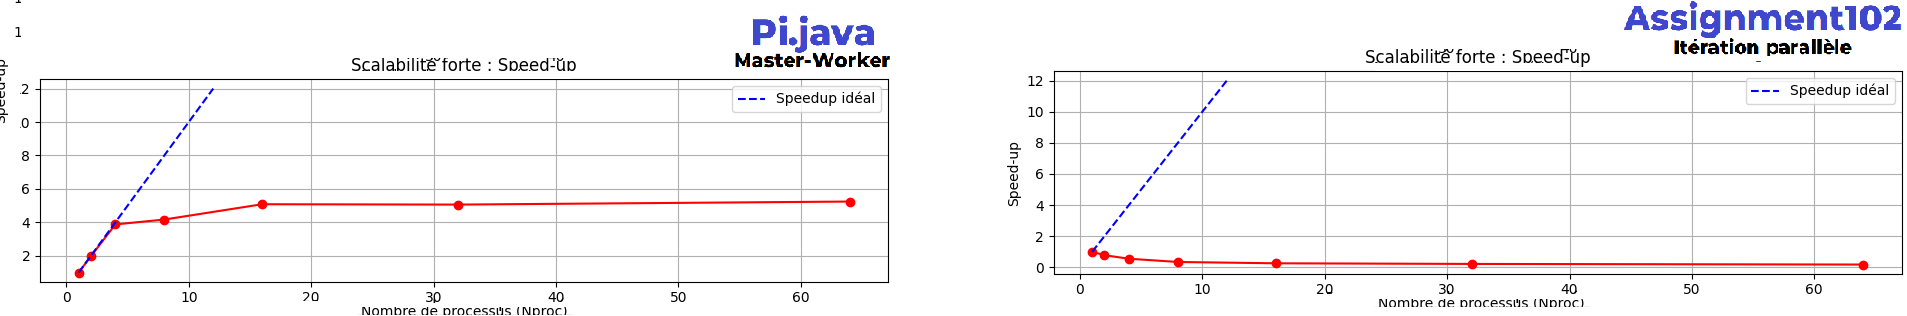 1
1
Pi.java
Master-Worker
Scalabilité forte : Speed-up
Speed-up
2
0
8
6
4
2
Speedup idéal
0 10 20 30 40 50 60
Nombre de processus (Nproc)
Assignment102
Itération parallèle
Scalabilité forte : Speed-up
Speed-up
12
10
8
6
4
2
0
Speedup idéal
0 10 20 30 40 50 60
Nombre de processus (Nproc)